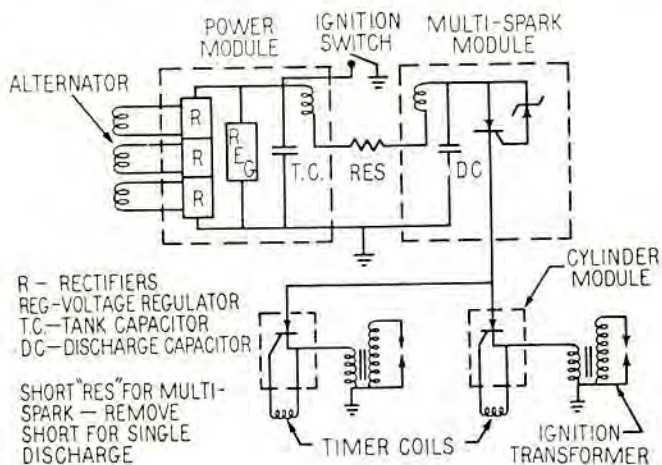 POWER
MODULE
IGNITION
SWITCH
MULTI-SPARK
MODULE
ALTERNATOR
R
R
R
REG
T.C.
RES
DC
R – RECTIFIERS
REG-VOLTAGE REGULATOR
T.C.—TANK CAPACITOR
DC—DISCHARGE CAPACITOR
SHORT "RES" FOR MULTI-
SPARK — REMOVE
SHORT FOR SINGLE
DISCHARGE
CYLINDER
MODULE
TIMER COILS
IGNITION
TRANSFORMER